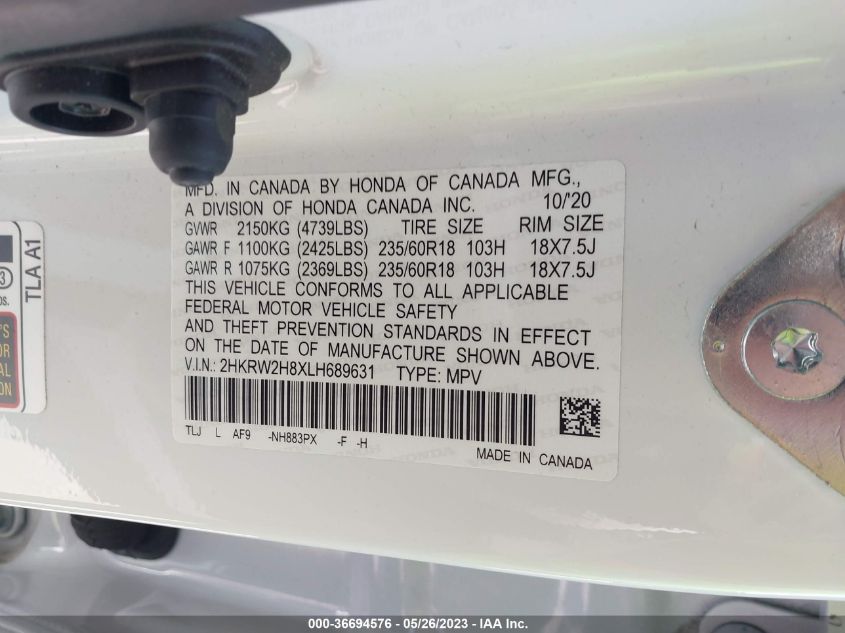 MFD. IN CANADA BY HONDA OF CANADA MFG.,
A DIVISION OF HONDA CANADA INC. 10/'20
GVWR 2150KG (4739LBS) TIRE SIZE RIM SIZE
GAWR F 1100KG (2425LBS) 235/60R18 103H 18X7.5J
GAWR R 1075KG (2369LBS) 235/60R18 103H 18X7.5J
THIS VEHICLE CONFORMS TO ALL APPLICABLE
FEDERAL MOTOR VEHICLE SAFETY
AND THEFT PREVENTION STANDARDS IN EFFECT
ON THE DATE OF MANUFACTURE SHOWN ABOVE.
V.I.N.: 2HKRW2H8XLH689631 TYPE: MPV
TLJ L AF9 -NH883PX -F -H
MADE IN CANADA
TLA A1
000-36694576 / 05/26/2023 — IAA Inc.